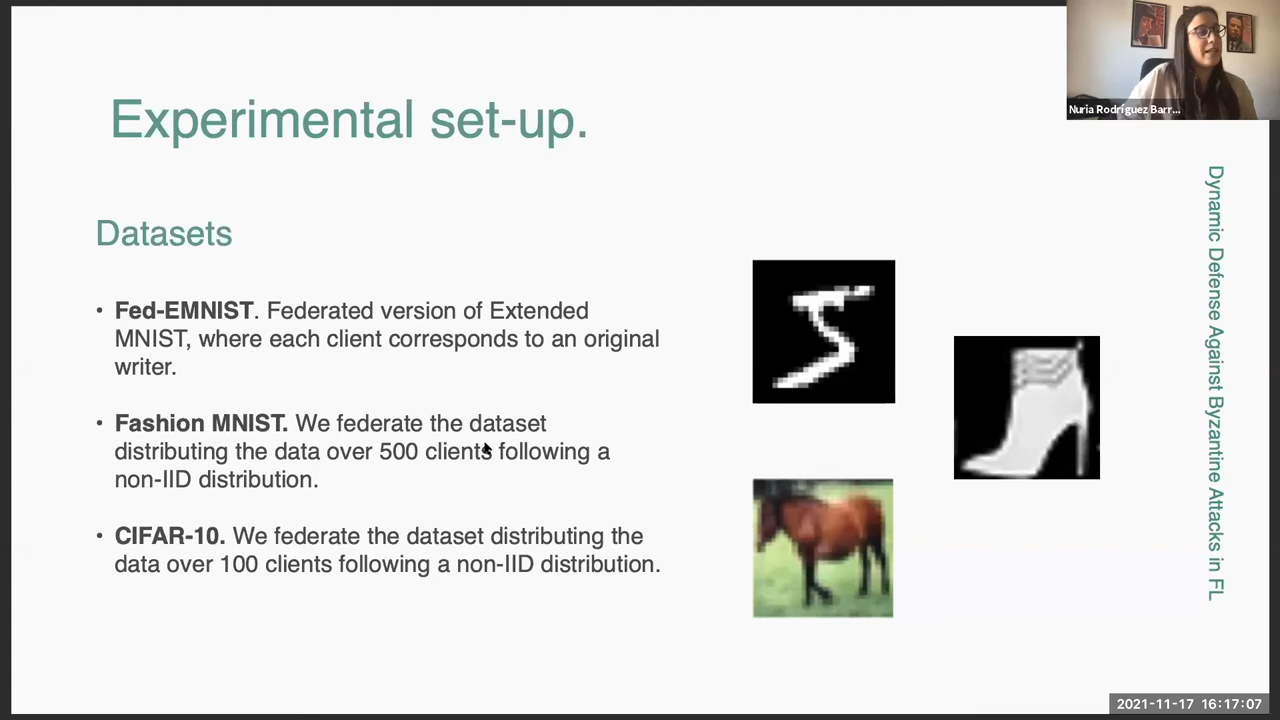 Experimental set-up.
Datasets
• Fed-EMNIST. Federated version of Extended
MNIST, where each client corresponds to an original
writer.
• Fashion MNIST. We federate the dataset
distributing the data over 500 clients following a
non-IID distribution.
• CIFAR-10. We federate the dataset distributing the
data over 100 clients following a non-IID distribution.
Nuria Rodríguez Barr...
Dynamic Defense Against Byzantine Attacks in FL
2021-11-17 16:17:07